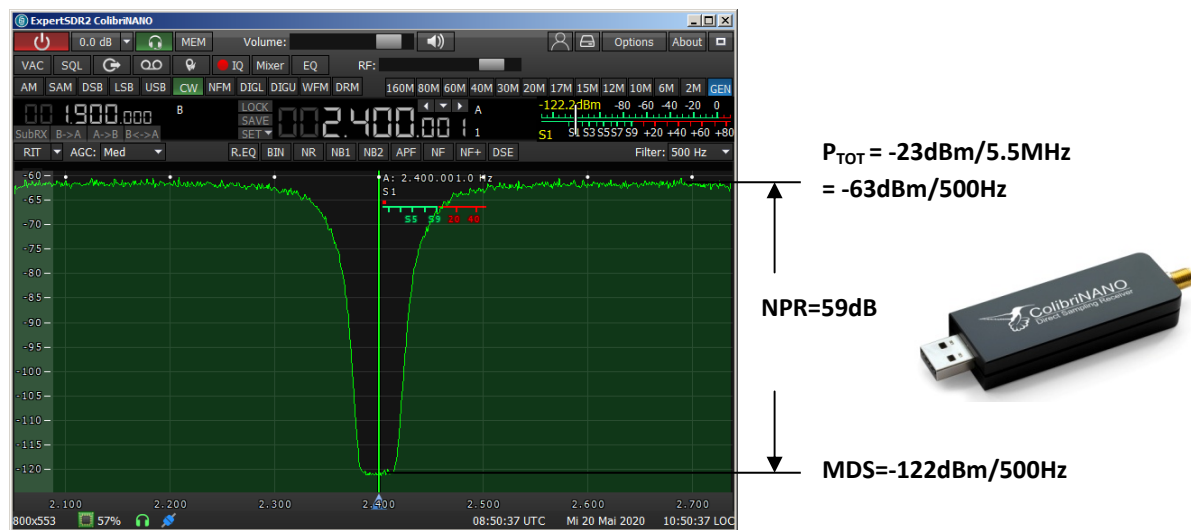 ExpertSDR2 ColibriNANO
0.0 dB MEM Volume: Options About
VAC SQL IQ Mixer EQ RF:
AM SAM DSB LSB USB CW NFM DIGL DIGU WFM DRM 160M 80M 60M 40M 30M 20M 17M 15M 12M 10M 6M 2M GEN
001.900.000 B LOCK SAVE SET 0002.400.001 A 1 -122.2dBm -80 -60 -40 -20 0
SubRX B->A A->B B<->A S1 S1 S3 S5 S7 S9 +20 +40 +60 +80
RIT AGC: Med R.EQ BIN NR NB1 NB2 APF NF NF+ DSE Filter: 500 Hz
-60
A: 2.400.001.0 Hz
S1
S5 S9 20 40
-65
-70
-75
-80
-85
-90
-95
-100
-105
-110
-115
-120
2.100 2.200 2.300 2.400 2.500 2.600 2.700
800x553 57% 08:50:37 UTC Mi 20 Mai 2020 10:50:37 LOC
PTOT = -23dBm/5.5MHz
= -63dBm/500Hz
NPR=59dB
MDS=-122dBm/500Hz
ColibriNANO
Direct Sampling Receiver